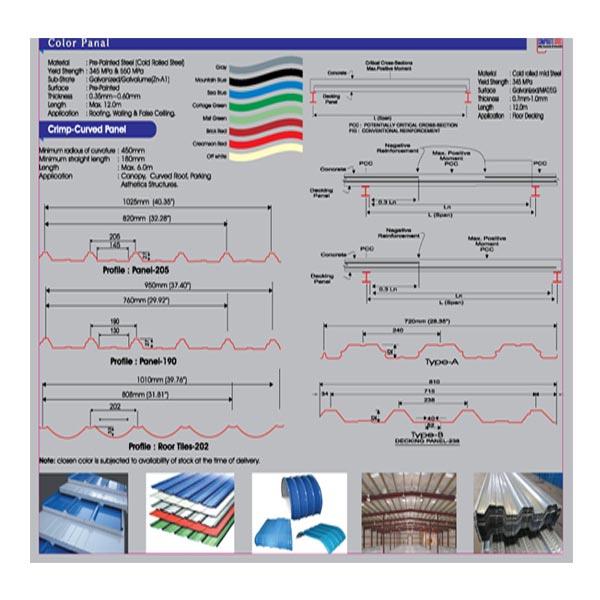 Color Panal
Material : Pre-Painted Steel (Cold Rolled Steel)
Yeild Strength : 345 MPa & 550 MPa
Sub-Strate : Galvanized/Galvalume(Zn-A1)
Surface : Pre-Painted
Thickness : 0.35mm-0.60mm
Length : Max. 12.0m
Application : Roofing, Walling & False Ceiling.
Crimp-Curved Panel
Minimum radious of curvature : 450mm
Minimum straight length : 180mm
Length : Max. 6.0m
Application : Canopy, Curved Roof, Parking
Asthetics Structures.
Gray
Mountain Blue
Sea Blue
Cortage Green
Mist Green
Brick Red
Creamson Red
Off white
Critical Cross-Sections
Max.Positive Moment
Concrete
Decking
Panel
L (Span)
PCC : POTENTIALLY CRITICAL CROSS-SECTION
: CONVENTIONAL REINFORCEMENT
Material : Cold rolled mild Steel
Yeild Strength : 345 MPa
Surface : Galvanized
Thickness : 0.7mm-1.0mm
Length : 12.0m
Application : Floor Decking
1025mm (40.35")
820mm (32.28")
205
145
Profile : Panel-205
950mm (37.40")
760mm (29.92")
190
130
Profile : Panel-190
1010mm (39.76")
808mm (31.81")
202
Profile : Roor Tiles-202
Note: closen color is subjected to availability of stock at the time of delivery.
Negative
Reinforcement
Max. Positive
Moment
PCC
PCC
PCC
Concrete
Decking
Panel
0.3 Ln
Ln
L (Span)
Negative
Reinforcement
Max. Positive
Moment
PCC
PCC
Concrete
Decking
Panel
0.3 Ln
Ln
L (Span)
720mm (28.35")
240
Type-A
810
54
715
238
40
Type-B
DECKING PANEL-238